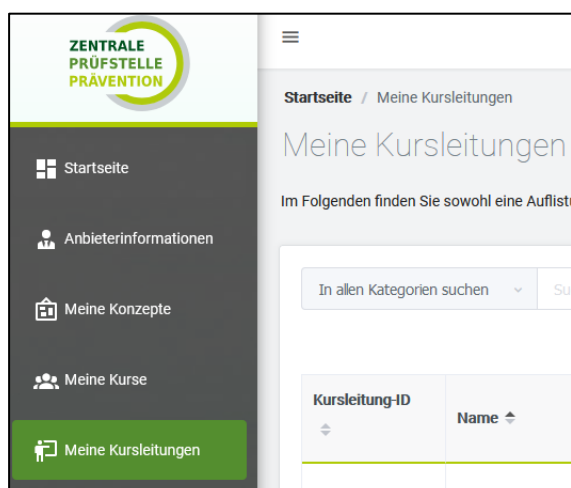 ZENTRALE
PRÜFSTELLE
PRÄVENTION
Startseite
Anbieterinformationen
Meine Konzepte
Meine Kurse
Meine Kursleitungen
Startseite / Meine Kursleitungen
Meine Kursleitungen
Im Folgenden finden Sie sowohl eine
In allen Kategorien suchen
Kursleitung-ID
Name